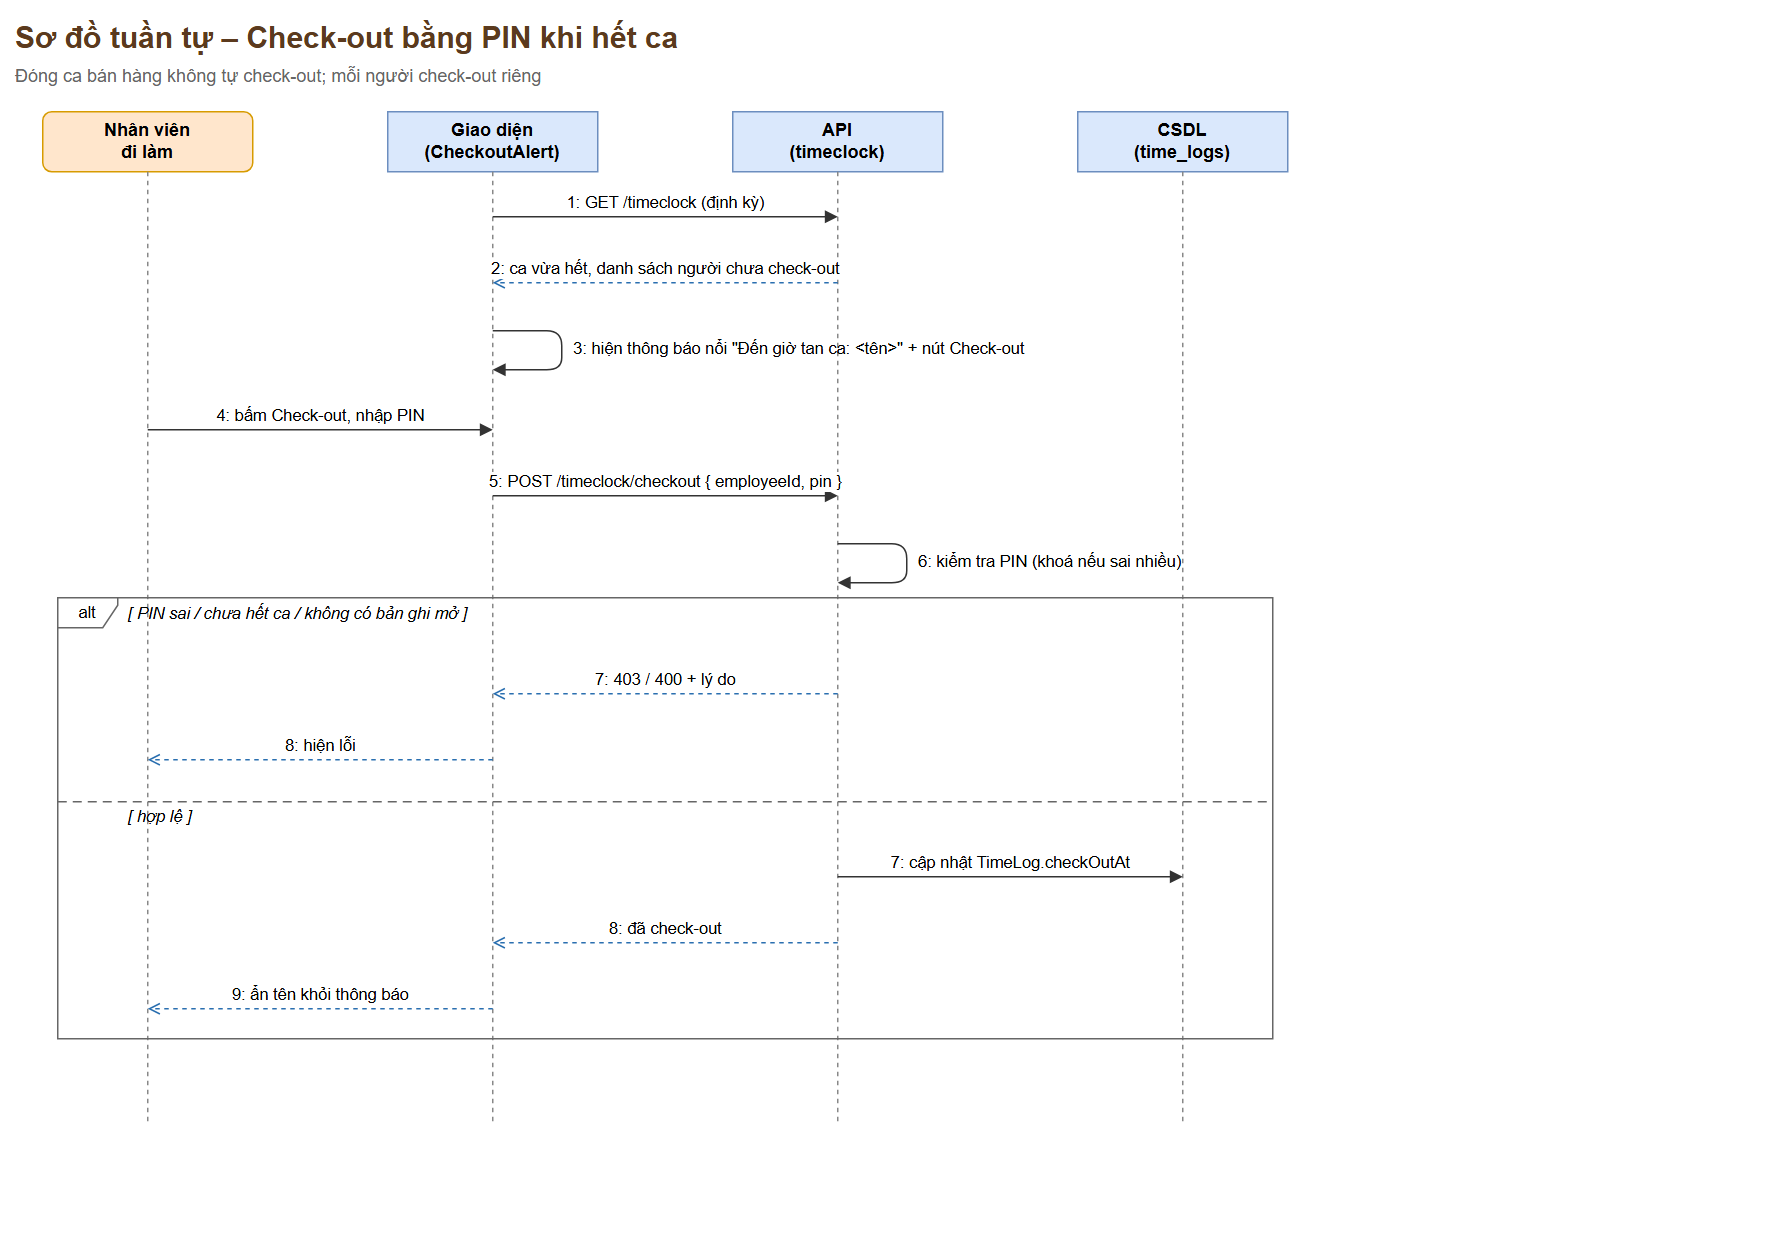 Sơ đồ tuần tự – Check-out bằng PIN khi hết ca
Đóng ca bán hàng không tự check-out; mỗi người check-out riêng
Nhân viên
đi làm
Giao diện
(CheckoutAlert)
API
(timeclock)
CSDL
(time_logs)
1: GET /timeclock (định kỳ)
2: ca vừa hết, danh sách người chưa check-out
3: hiện thông báo nổi "Đến giờ tan ca: <tên>" + nút Check-out
4: bấm Check-out, nhập PIN
5: POST /timeclock/checkout { employeeId, pin }
6: kiểm tra PIN (khoá nếu sai nhiều)
alt
[ PIN sai / chưa hết ca / không có bản ghi mở ]
7: 403 / 400 + lý do
8: hiện lỗi
[ hợp lệ ]
7: cập nhật TimeLog.checkOutAt
8: đã check-out
9: ẩn tên khỏi thông báo